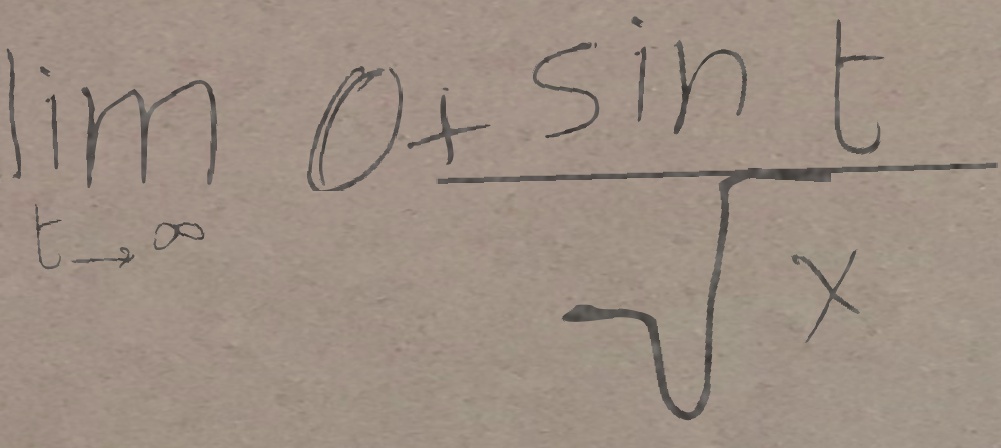 lim 0+ sin t
t→∞ √x